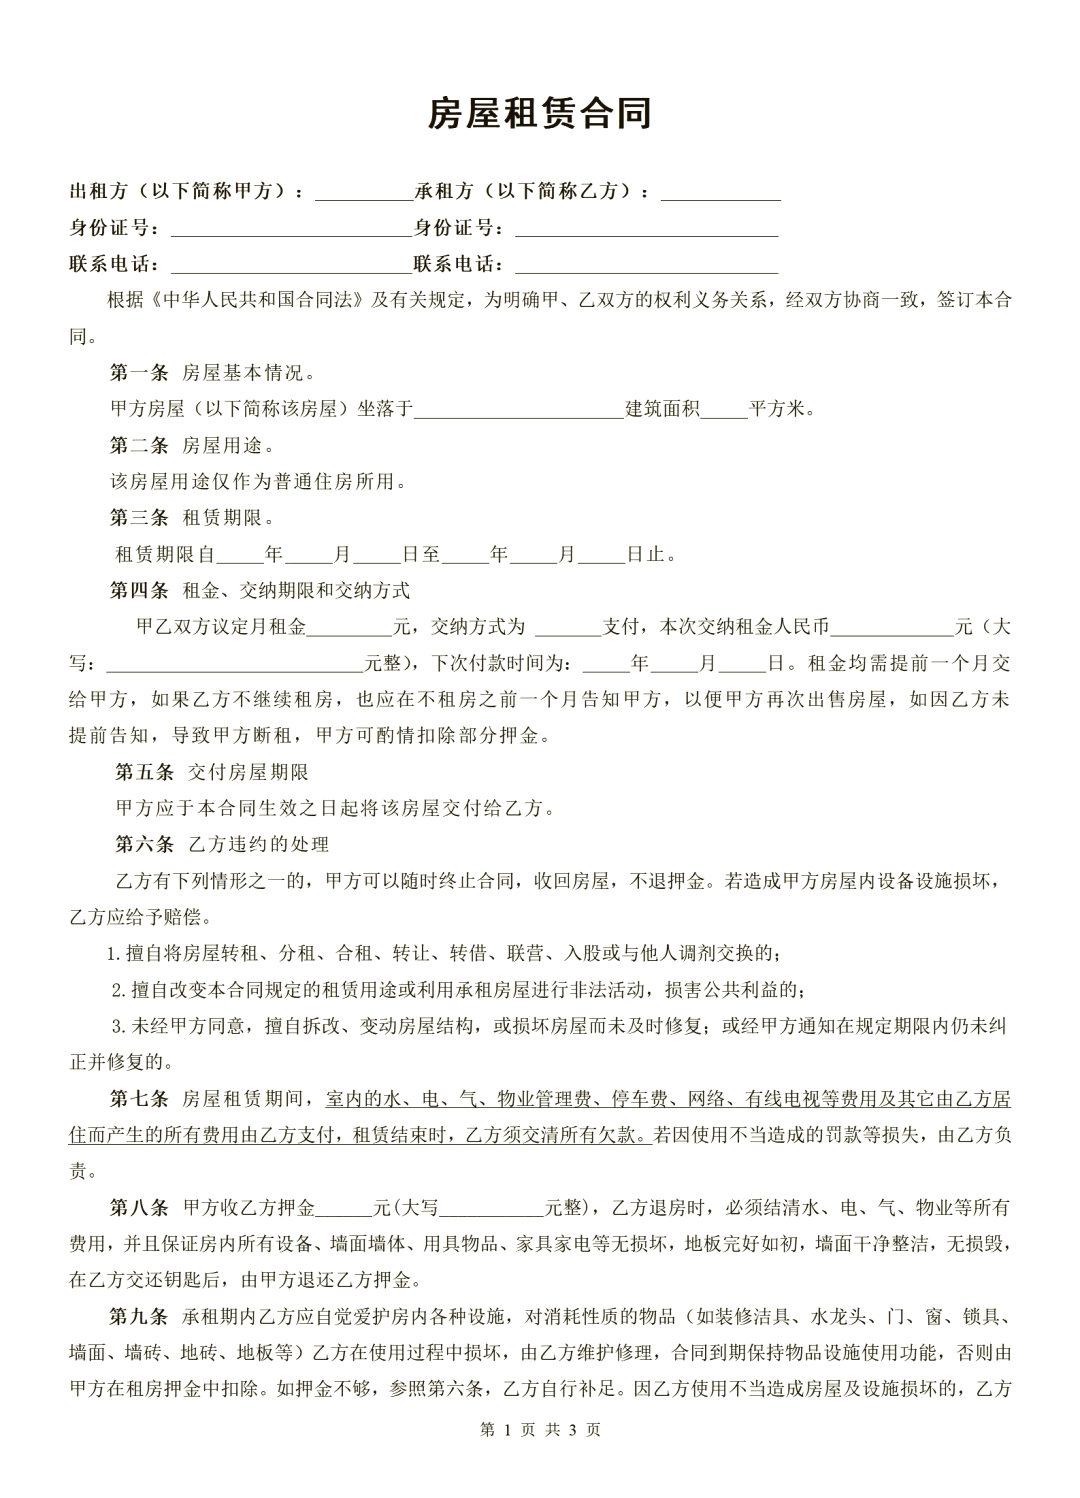 房屋租赁合同
出租方（以下简称甲方）：__________承租方（以下简称乙方）：____________
身份证号：________________________身份证号：__________________________
联系电话：________________________联系电话：__________________________
根据《中华人民共和国合同法》及有关规定，为明确甲、乙双方的权利义务关系，经双方协商一致，签订本合
同。
第一条 房屋基本情况。
甲方房屋（以下简称该房屋）坐落于______________________建筑面积_____平方米。
第二条 房屋用途。
该房屋用途仅作为普通住房所用。
第三条 租赁期限。
租赁期限自_____年_____月_____日至_____年_____月_____日止。
第四条 租金、交纳期限和交纳方式
甲乙双方议定月租金_________元，交纳方式为 _______支付，本次交纳租金人民币_____________元（大
写：___________________________元整），下次付款时间为：_____年_____月_____日。租金均需提前一个月交
给甲方，如果乙方不继续租房，也应在不租房之前一个月告知甲方，以便甲方再次出售房屋，如因乙方未
提前告知，导致甲方断租，甲方可酌情扣除部分押金。
第五条 交付房屋期限
甲方应于本合同生效之日起将该房屋交付给乙方。
第六条 乙方违约的处理
乙方有下列情形之一的，甲方可以随时终止合同，收回房屋，不退押金。若造成甲方房屋内设备设施损坏，
乙方应给予赔偿。
1.擅自将房屋转租、分租、合租、转让、转借、联营、入股或与他人调剂交换的；
2.擅自改变本合同规定的租赁用途或利用承租房屋进行非法活动，损害公共利益的；
3.未经甲方同意，擅自拆改、变动房屋结构，或损坏房屋而未及时修复；或经甲方通知在规定期限内仍未纠
正并修复的。
第七条 房屋租赁期间，室内的水、电、气、物业管理费、停车费、网络、有线电视等费用及其它由乙方居
住而产生的所有费用由乙方支付，租赁结束时，乙方须交清所有欠款。若因使用不当造成的罚款等损失，由乙方负
责。
第八条 甲方收乙方押金______元(大写___________元整)，乙方退房时，必须结清水、电、气、物业等所有
费用，并且保证房内所有设备、墙面墙体、用具物品、家具家电等无损坏，地板完好如初，墙面干净整洁，无损毁，
在乙方交还钥匙后，由甲方退还乙方押金。
第九条 承租期内乙方应自觉爱护房内各种设施，对消耗性质的物品（如装修洁具、水龙头、门、窗、锁具、
墙面、墙砖、地砖、地板等）乙方在使用过程中损坏，由乙方维护修理，合同到期保持物品设施使用功能，否则由
甲方在租房押金中扣除。如押金不够，参照第六条，乙方自行补足。因乙方使用不当造成房屋及设施损坏的，乙方
第 1 页 共 3 页